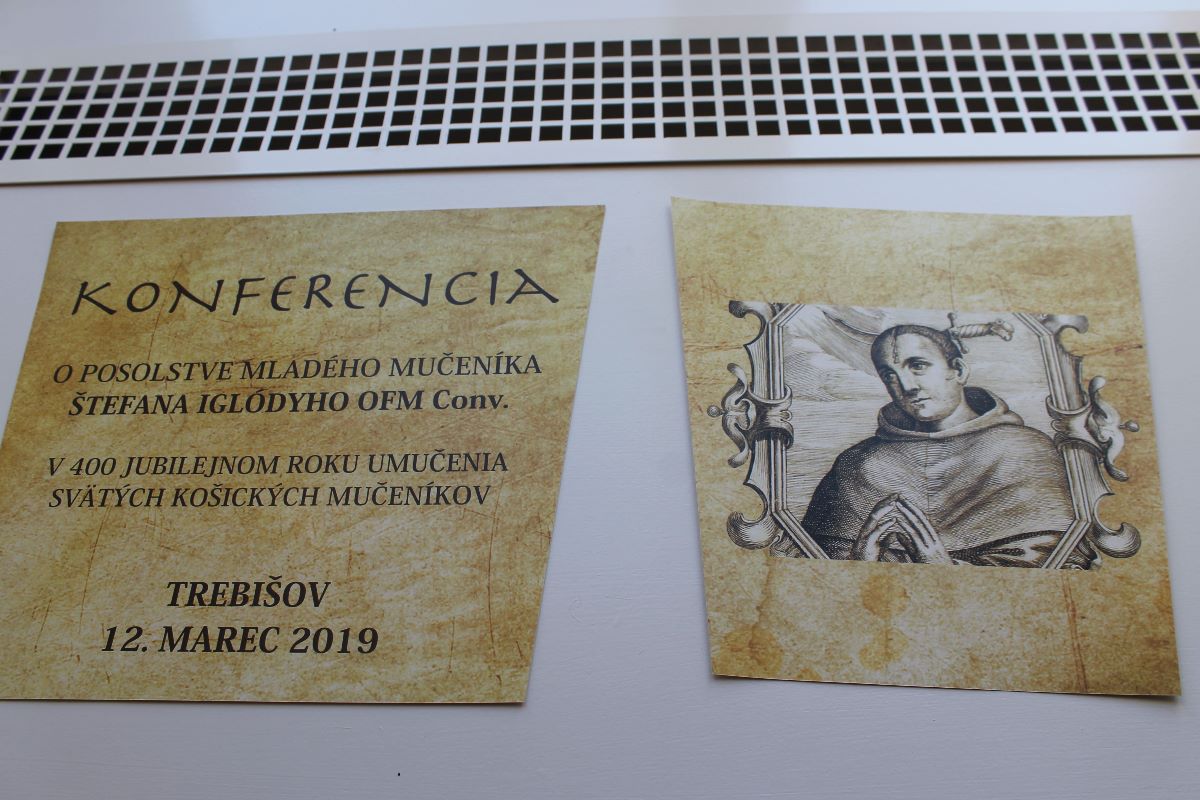 KONFERENCIA
O POSOLSTVE MLADÉHO MUČENÍKA
ŠTEFANA IGLÓDYHO OFM Conv.
V 400 JUBILEJNOM ROKU UMUČENIA
SVÄTÝCH KOŠICKÝCH MUČENÍKOV
TREBIŠOV
12. MAREC 2019